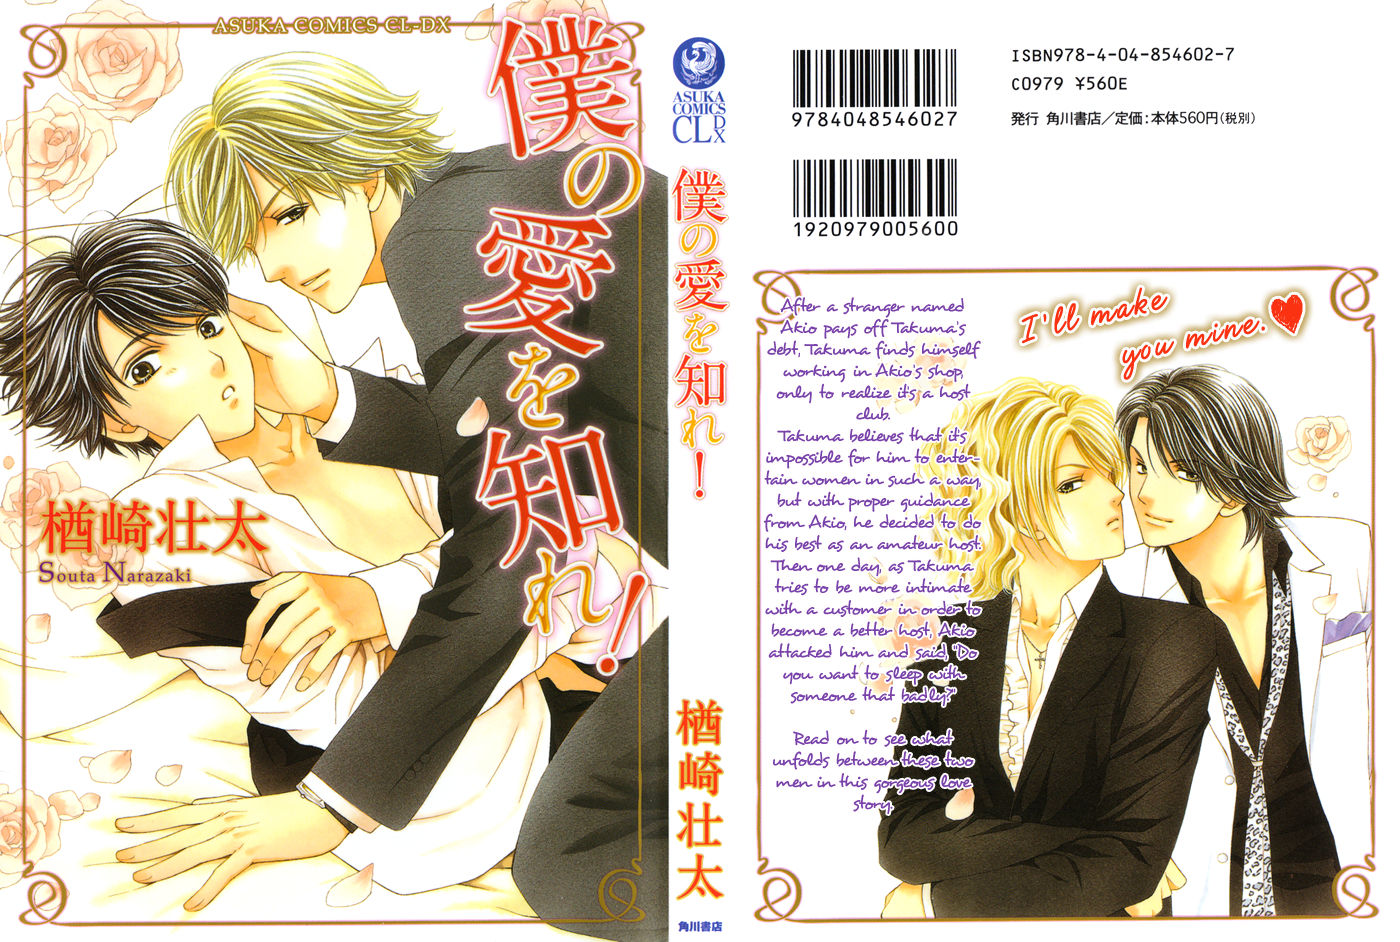 ASUKA COMICS CL-DX
僕の愛を知れ!
楢崎壮太
Souta Narazaki
ASUKA
COMICS
CL DX
僕の愛を知れ!
楢崎壮太
角川書店
9784048546027
1920979005600
ISBN978-4-04-854602-7
C0979 ¥560E
発行 角川書店/定価:本体560円(税別)
I'll make
you mine.
After a stranger named
Akio pays off Takuma's
debt, Takuma finds himself
working in Akio's shop,
only to realize it's a host
club.
Takuma believes that it's
impossible for him to enter-
tain women in such a way,
but with proper guidance
from Akio, he decided to do
his best as an amateur host.
Then one day, as Takuma
tries to be more intimate
with a customer in order to
become a better host, Akio
attacked him and said, "Do
you want to sleep with
someone that badly?"
Read on to see what
unfolds between these two
men in this gorgeous love
story.